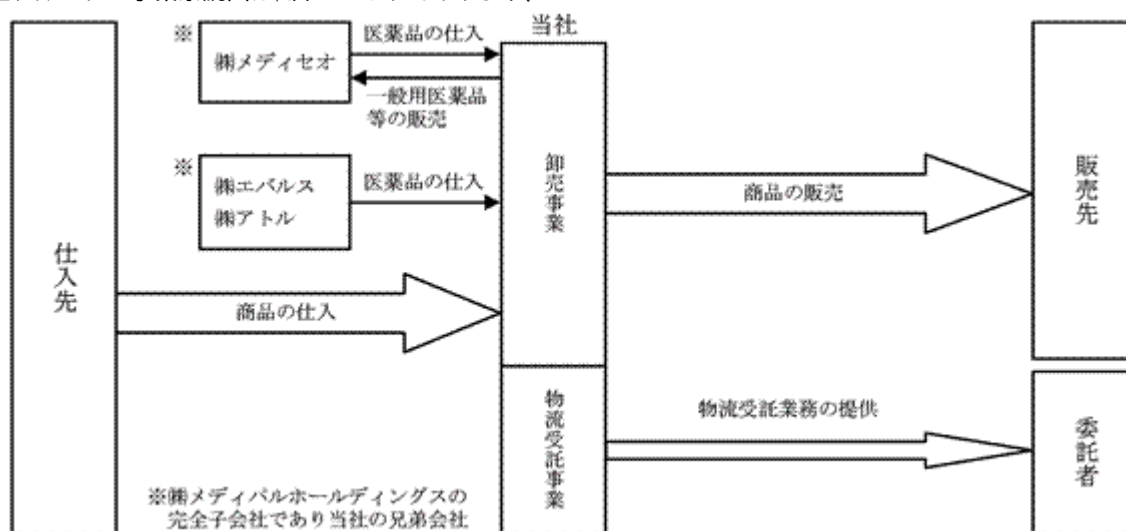 当社
※
㈱メディセオ
医薬品の仕入
一般用医薬品
等の販売
※
㈱エバルス
㈱アトル
医薬品の仕入
仕入先
商品の仕入
卸売事業
商品の販売
販売先
物流受託事業
物流受託業務の提供
委託者
※㈱メディパルホールディングスの
完全子会社であり当社の兄弟会社